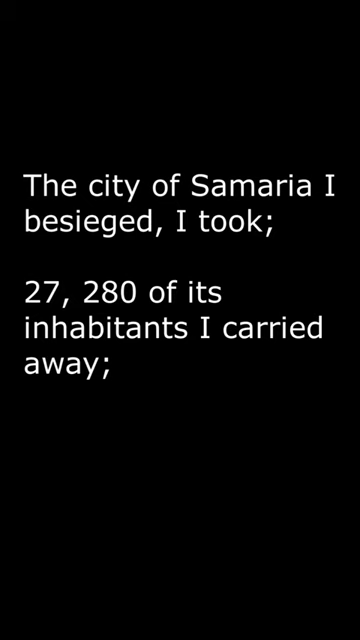 The city of Samaria I
besieged, I took;
27, 280 of its
inhabitants I carried
away;